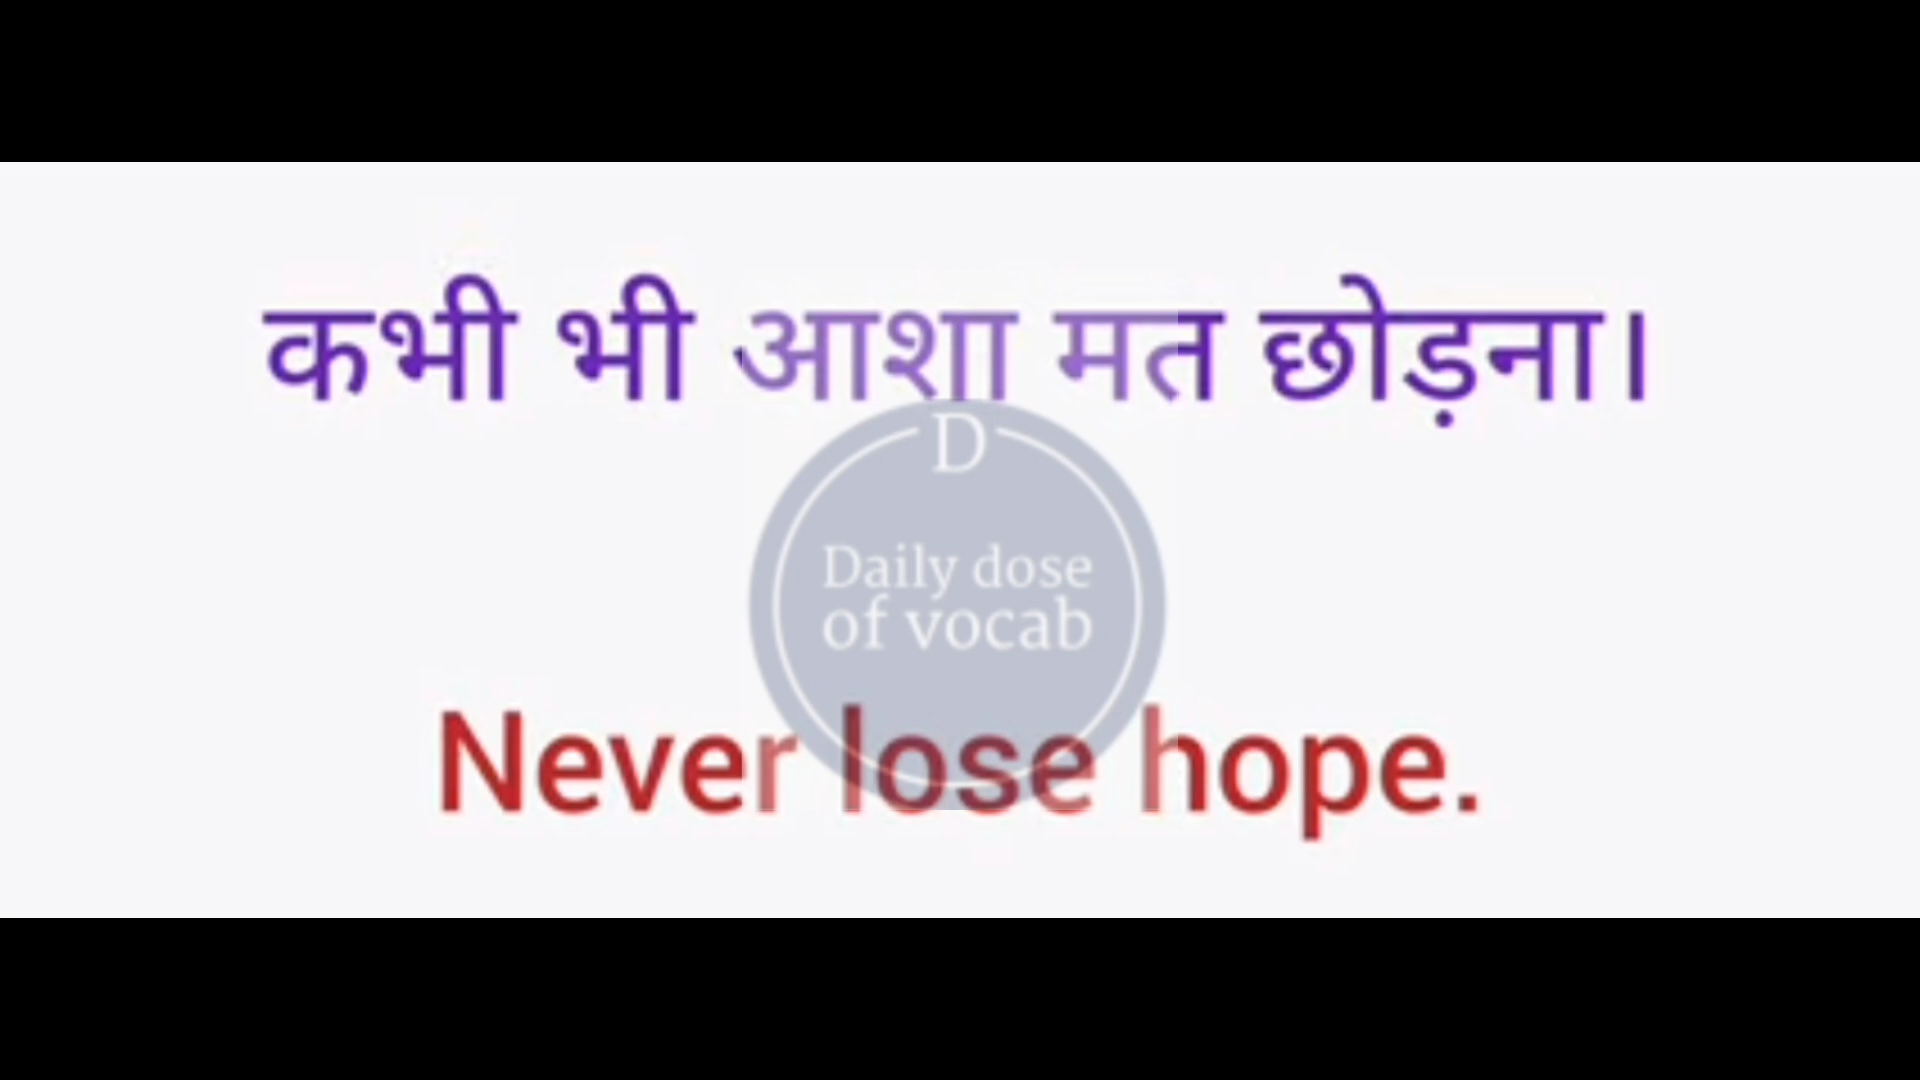 कभी भी आशा मत छोड़ना।
D
Daily dose
of vocab
Never lose hope.